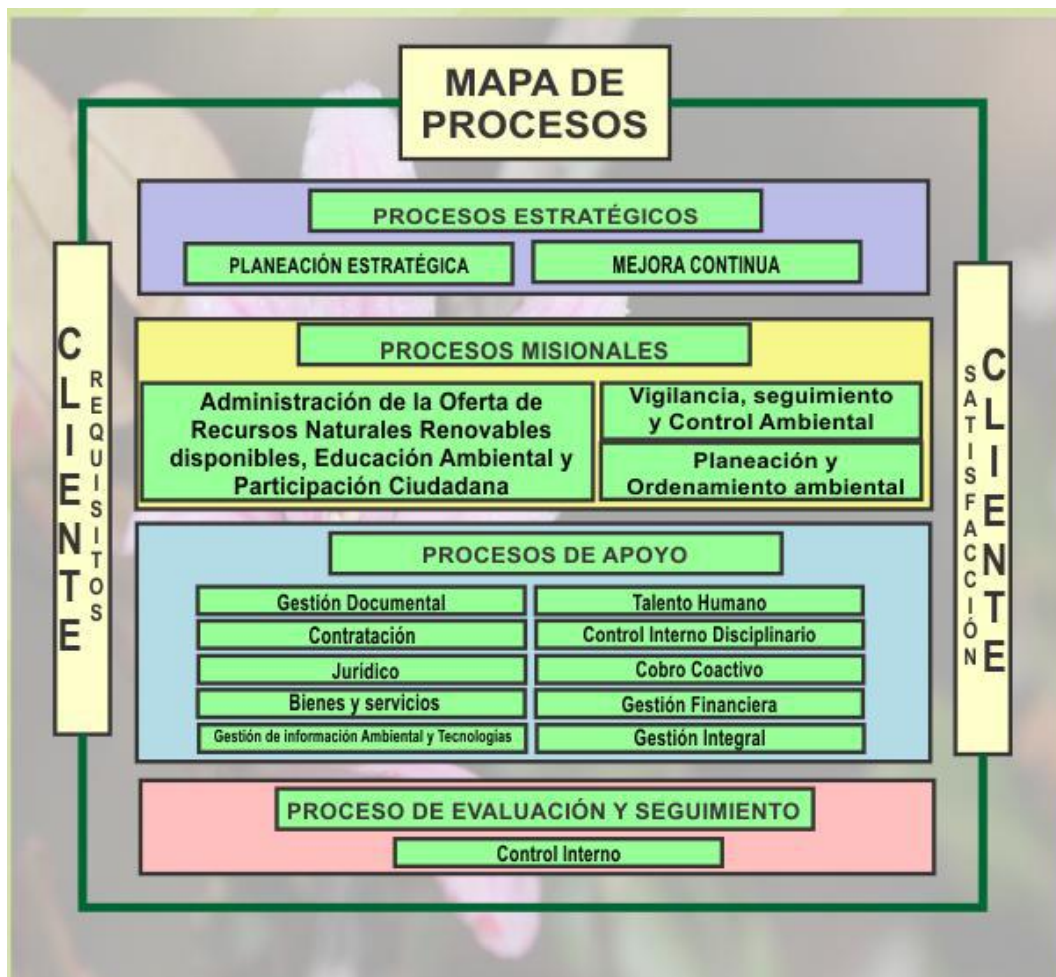 MAPA DE
PROCESOS
PROCESOS ESTRATÉGICOS
PLANEACIÓN ESTRATÉGICA
MEJORA CONTINUA
CLIENTE
REQUISITOS
PROCESOS MISIONALES
Administración de la Oferta de
Recursos Naturales Renovables
disponibles, Educación Ambiental y
Participación Ciudadana
Vigilancia, seguimiento
y Control Ambiental
Planeación y
Ordenamiento ambiental
SATISFACCIÓN
CLIENTE
PROCESOS DE APOYO
Gestión Documental
Talento Humano
Contratación
Control Interno Disciplinario
Jurídico
Cobro Coactivo
Bienes y servicios
Gestión Financiera
Gestión de información Ambiental y Tecnologías
Gestión Integral
PROCESO DE EVALUACIÓN Y SEGUIMIENTO
Control Interno